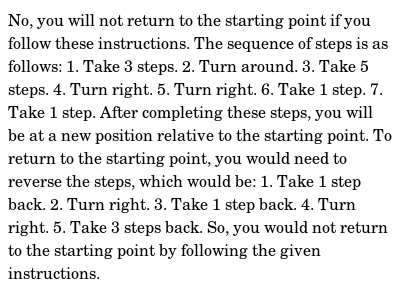 No, you will not return to the starting point if you
follow these instructions. The sequence of steps is as
follows: 1. Take 3 steps. 2. Turn around. 3. Take 5
steps. 4. Turn right. 5. Turn right. 6. Take 1 step. 7.
Take 1 step. After completing these steps, you will
be at a new position relative to the starting point. To
return to the starting point, you would need to
reverse the steps, which would be: 1. Take 1 step
back. 2. Turn right. 3. Take 1 step back. 4. Turn
right. 5. Take 3 steps back. So, you would not return
to the starting point by following the given
instructions.